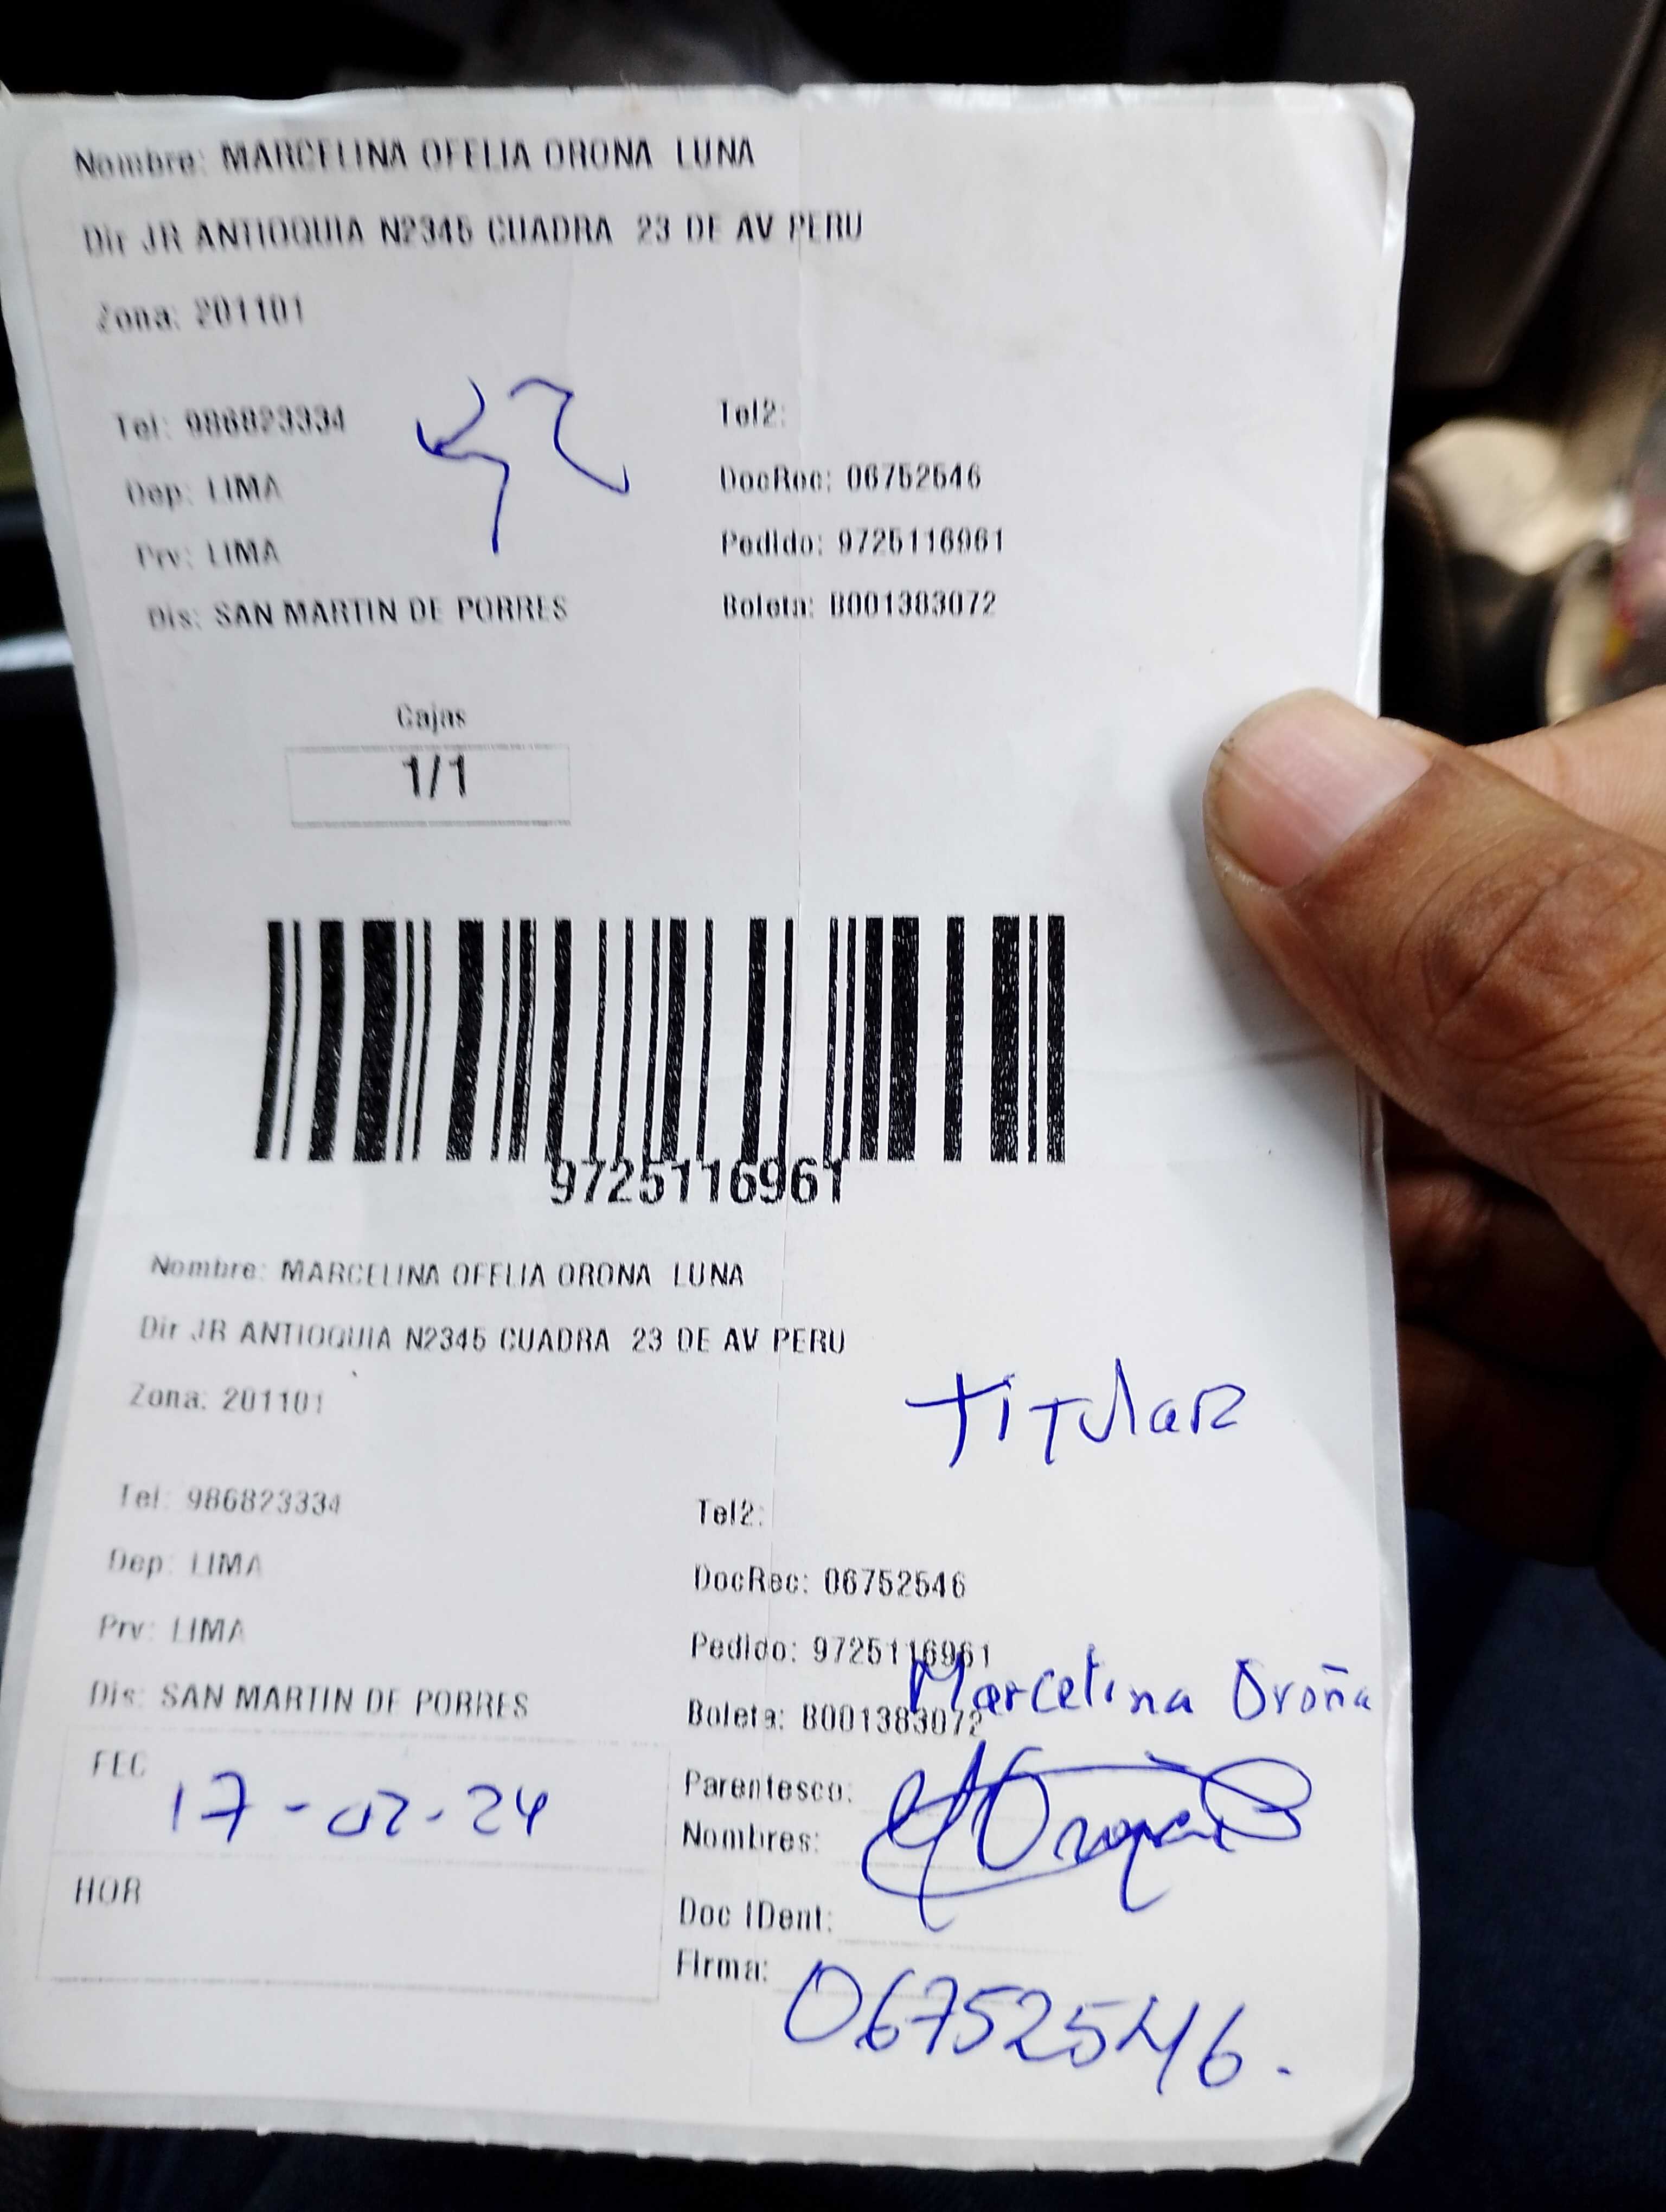 Nombre: MARCELINA OFELIA ORONA LUNA
Dir JR ANTIOQUIA N2345 CUADRA 23 DE AV PERU
Zona: 201101
Tel: 986823334 Tel2:
Dep: LIMA DocRec: 06752546
Prv: LIMA Pedido: 9725116961
Dis: SAN MARTIN DE PORRES Boleta: B001383072
Cajas
1/1
9725116961
Nombre: MARCELINA OFELIA ORONA LUNA
Dir JR ANTIOQUIA N2345 CUADRA 23 DE AV PERU
Zona: 201101
TITULAR
Tel: 986823334 Tel2:
Dep: LIMA DocRec: 06752546
Prv: LIMA Pedido: 9725116961
Marcelina Oroña
Dis: SAN MARTIN DE PORRES Boleta: B001383072
FEC 17-02-24 Parentesco:
Nombres:
HOR Doc IDent:
Firma: 06752546.